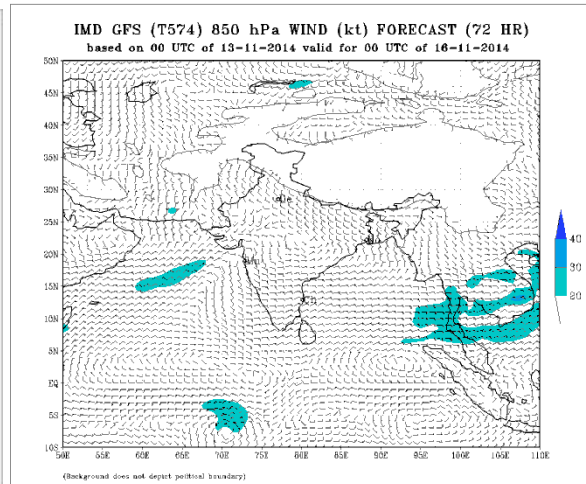 IMD GFS (T574) 850 hPa WIND (kt) FORECAST (72 HR)
based on 00 UTC of 13-11-2014 valid for 00 UTC of 16-11-2014
50N
45N
40N
35N
30N
25N
20N
15N
10N
5N
EQ
5S
10S
50E
55E
60E
65E
70E
75E
80E
85E
90E
95E
100E
105E
110E
40
30
20
(Background does not depict political boundary)